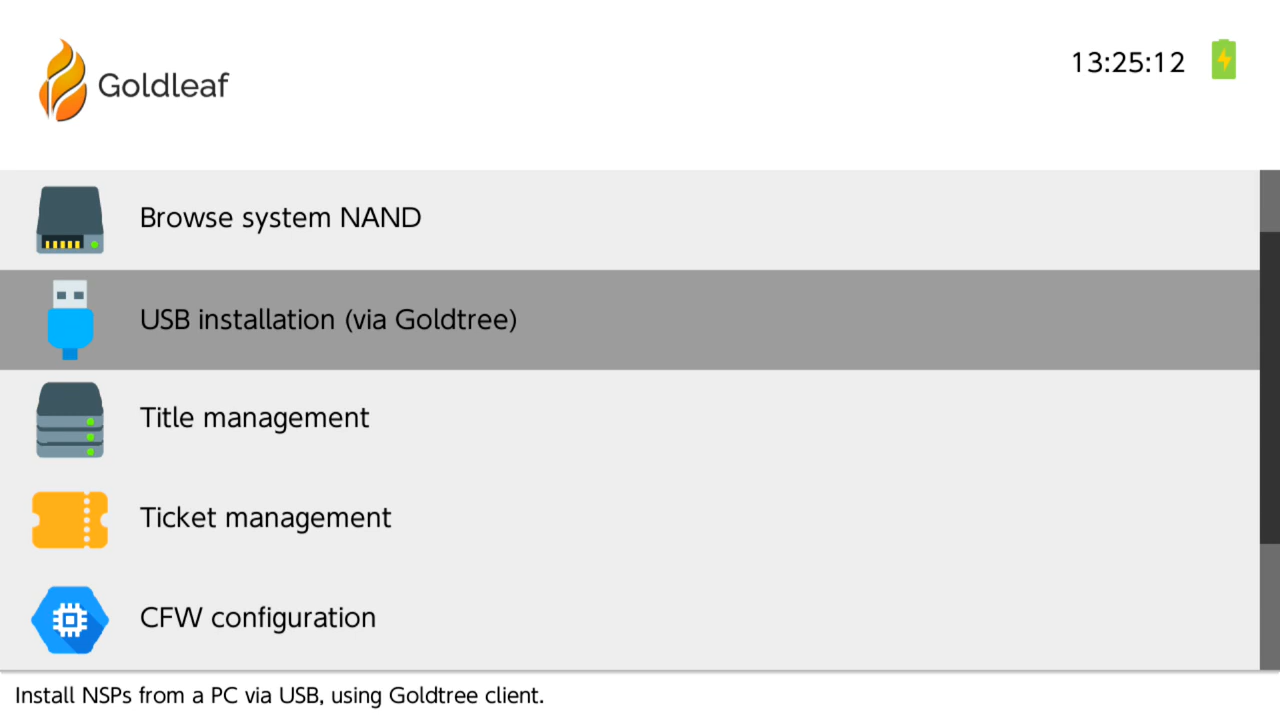 Goldleaf
13:25:12
Browse system NAND
USB installation (via Goldtree)
Title management
Ticket management
CFW configuration
Install NSPs from a PC via USB, using Goldtree client.